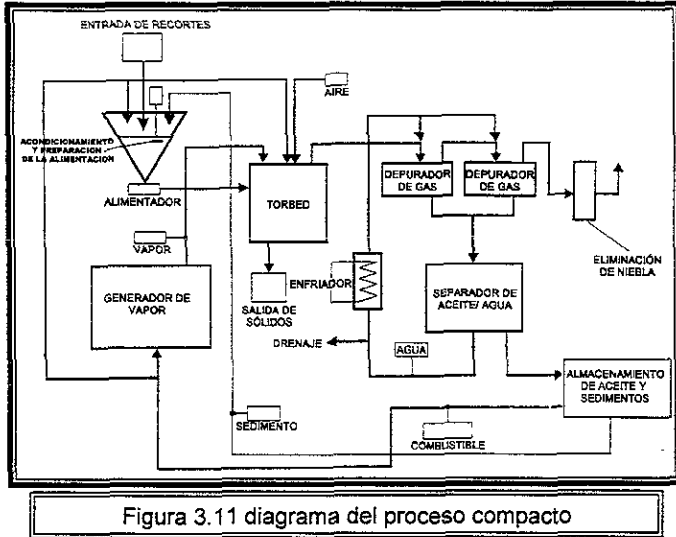 ENTRADA DE RECORTES
AIRE
ACONDICIONAMIENTO
Y PREPARACION
DE LA ALIMENTACION
ALIMENTADOR
TORBED
DEPURADOR
DE GAS
DEPURADOR
DE GAS
VAPOR
ELIMINACIÓN
DE NIEBLA
GENERADOR DE
VAPOR
SALIDA DE
SÓLIDOS
ENFRIADOR
SEPARADOR DE
ACEITE/ AGUA
DRENAJE
AGUA
ALMACENAMIENTO
DE ACEITE Y
SEDIMENTOS
SEDIMENTO
COMBUSTIBLE
Figura 3.11 diagrama del proceso compacto